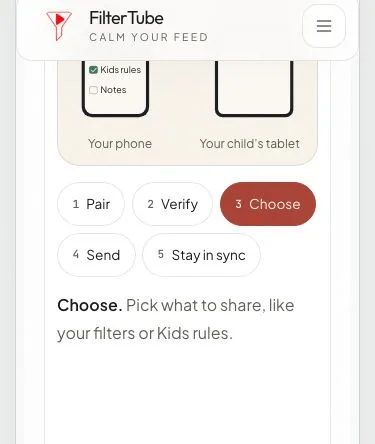 FilterTube
CALM YOUR FEED
Kids rules
Notes
Your phone
Your child's tablet
1 Pair
2 Verify
3 Choose
4 Send
5 Stay in sync
Choose. Pick what to share, like
your filters or Kids rules.